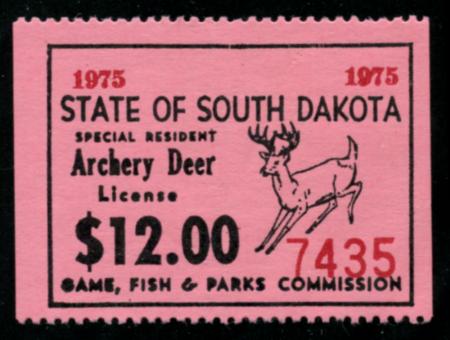 1975 1975
STATE OF SOUTH DAKOTA
SPECIAL RESIDENT
Archery Deer
License
$12.00
7435
GAME, FISH & PARKS COMMISSION